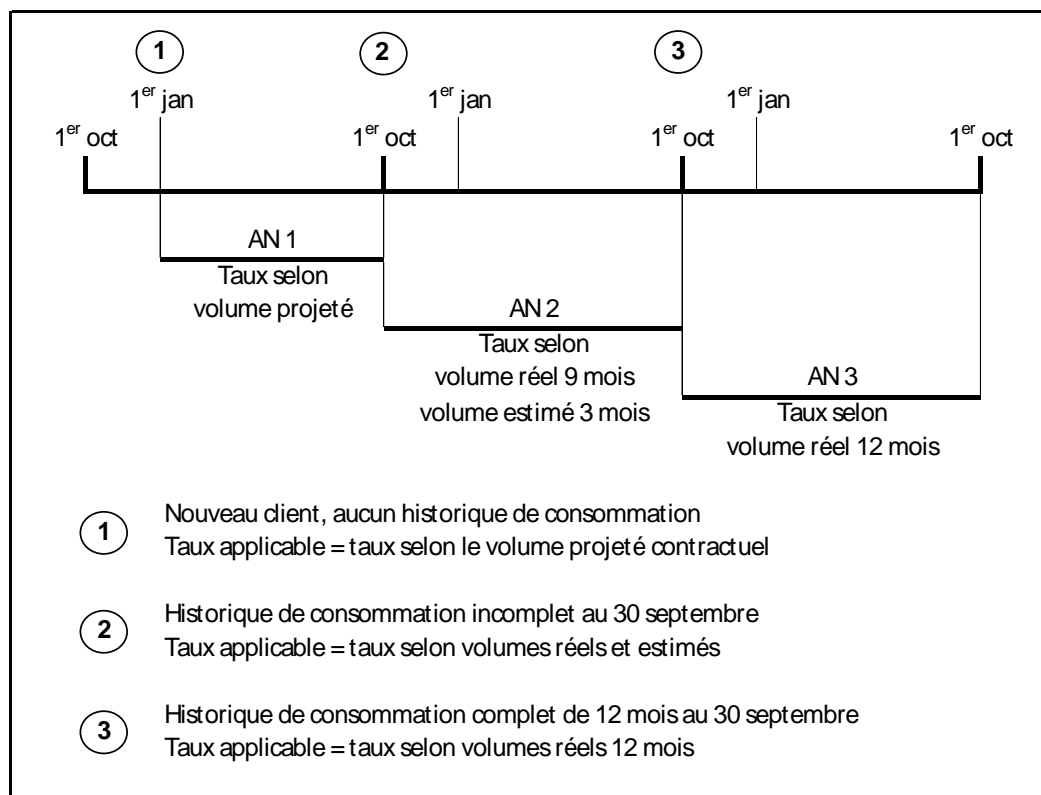 1 2 3
1er jan 1er jan 1er jan
1er oct 1er oct 1er oct 1er oct
AN 1
Taux selon
volume projeté
AN 2
Taux selon
volume réel 9 mois
volume estimé 3 mois
AN 3
Taux selon
volume réel 12 mois
1
Nouveau client, aucun historique de consommation
Taux applicable = taux selon le volume projeté contractuel
2
Historique de consommation incomplet au 30 septembre
Taux applicable = taux selon volumes réels et estimés
3
Historique de consommation complet de 12 mois au 30 septembre
Taux applicable = taux selon volumes réels 12 mois